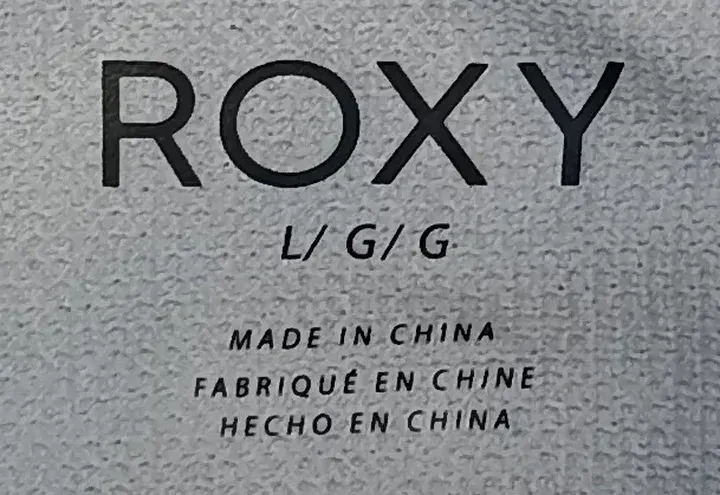 ROXY
L/ G/ G
MADE IN CHINA
FABRIQUÉ EN CHINE
HECHO EN CHINA